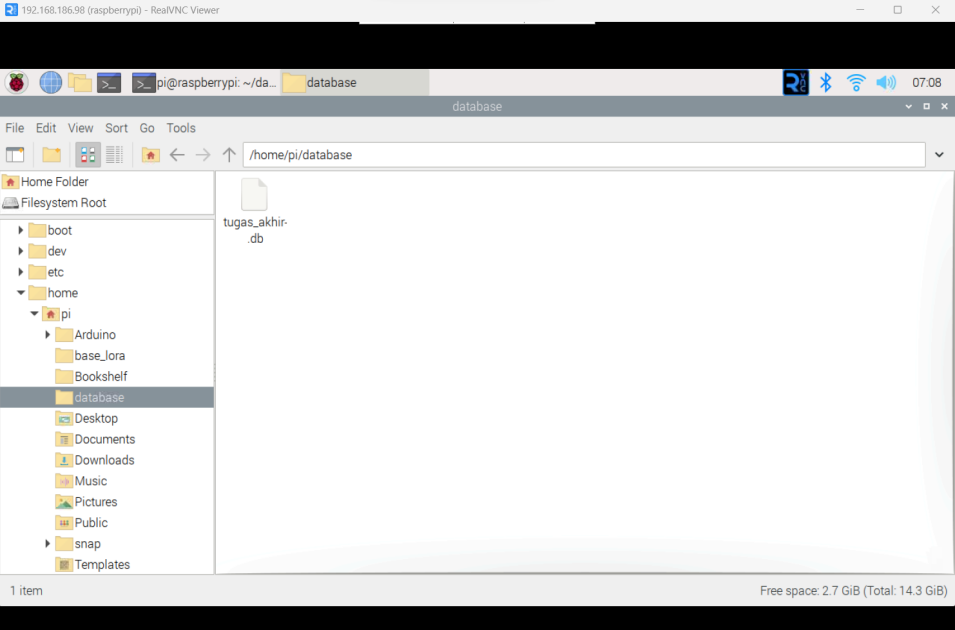 192.168.186.98 (raspberrypi) - RealVNC Viewer
pi@raspberrypi: ~/da... database 07:08
database
File Edit View Sort Go Tools
/home/pi/database
Home Folder
Filesystem Root
boot
dev
etc
home
pi
Arduino
base_lora
Bookshelf
database
Desktop
Documents
Downloads
Music
Pictures
Public
snap
Templates
tugas_akhir-
.db
1 item Free space: 2.7 GiB (Total: 14.3 GiB)